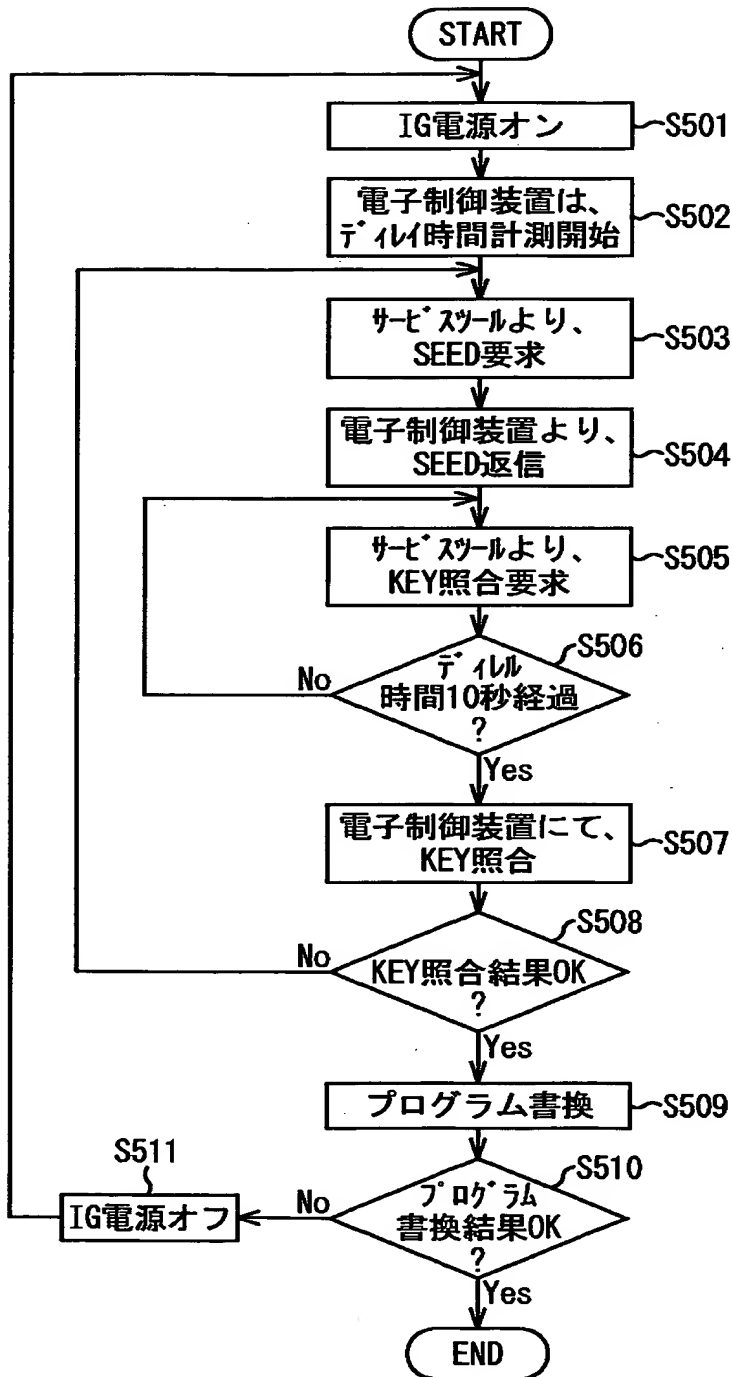 START
IG電源オン
S501
電子制御装置は、
ディレイ時間計測開始
S502
サービスツールより、
SEED要求
S503
電子制御装置より、
SEED返信
S504
サービスツールより、
KEY照合要求
S505
S506
ディレル
時間10秒経過
?
No
Yes
電子制御装置にて、
KEY照合
S507
S508
KEY照合結果OK
?
No
Yes
プログラム書換
S509
S510
プログラム
書換結果OK
?
No
S511
IG電源オフ
Yes
END